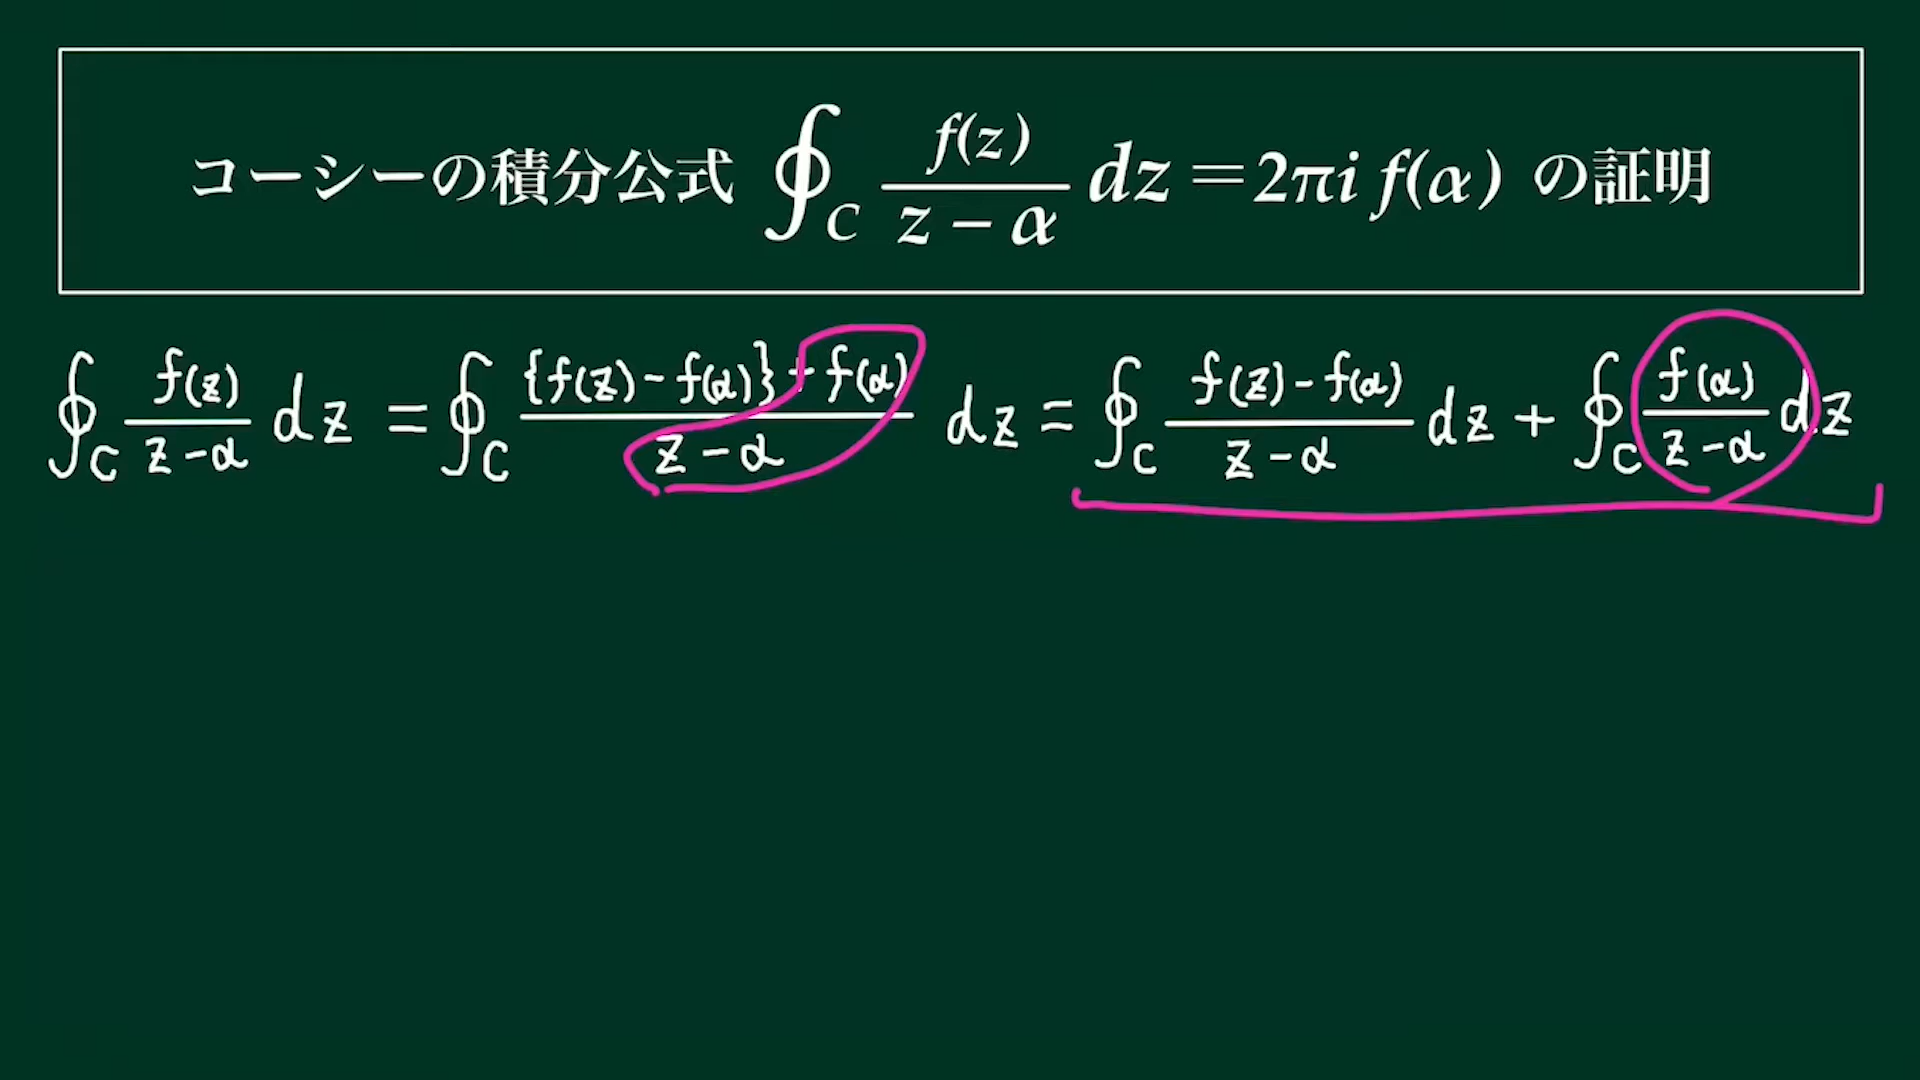 コーシーの積分公式 ∮_C f(z)/(z−α) dz＝2πi f(α) の証明
∮_C f(z)/(z−α) dz = ∮_C ({f(z)−f(α)}+f(α))/(z−α) dz = ∮_C (f(z)−f(α))/(z−α) dz + ∮_C f(α)/(z−α) dz